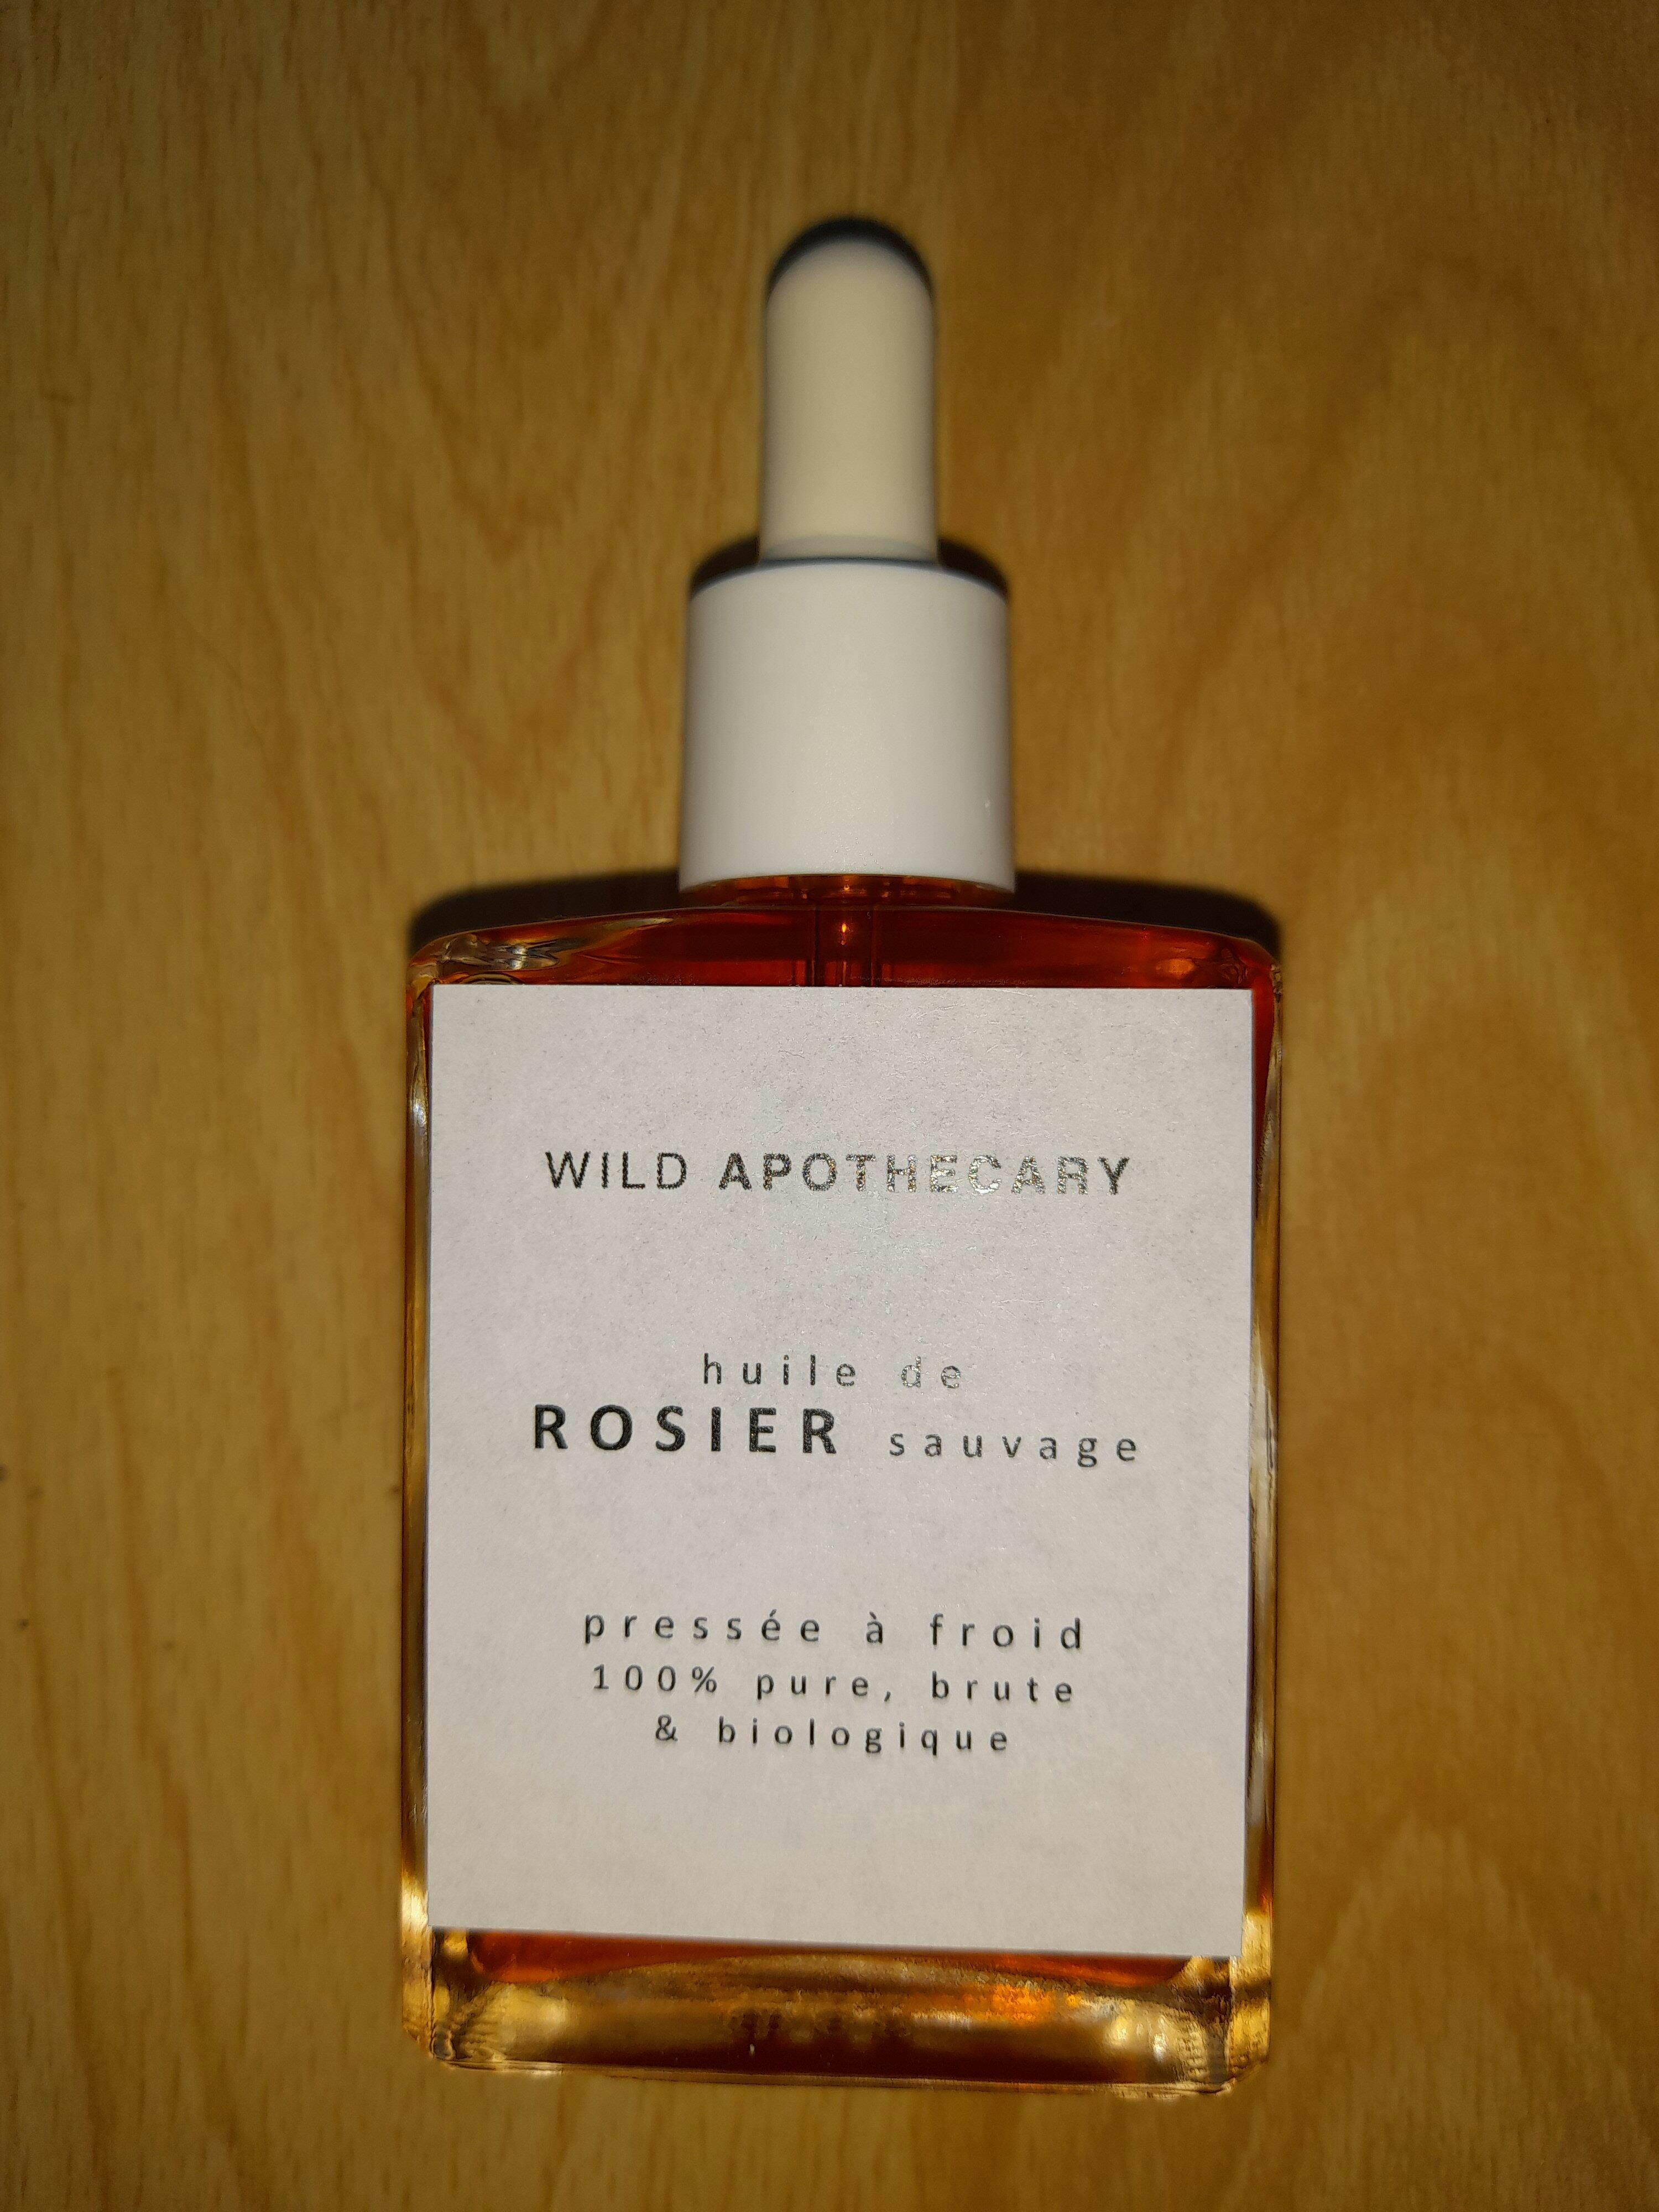 WILD APOTHECARY
huile de
ROSIER sauvage
pressée à froid
100% pure, brute
& biologique